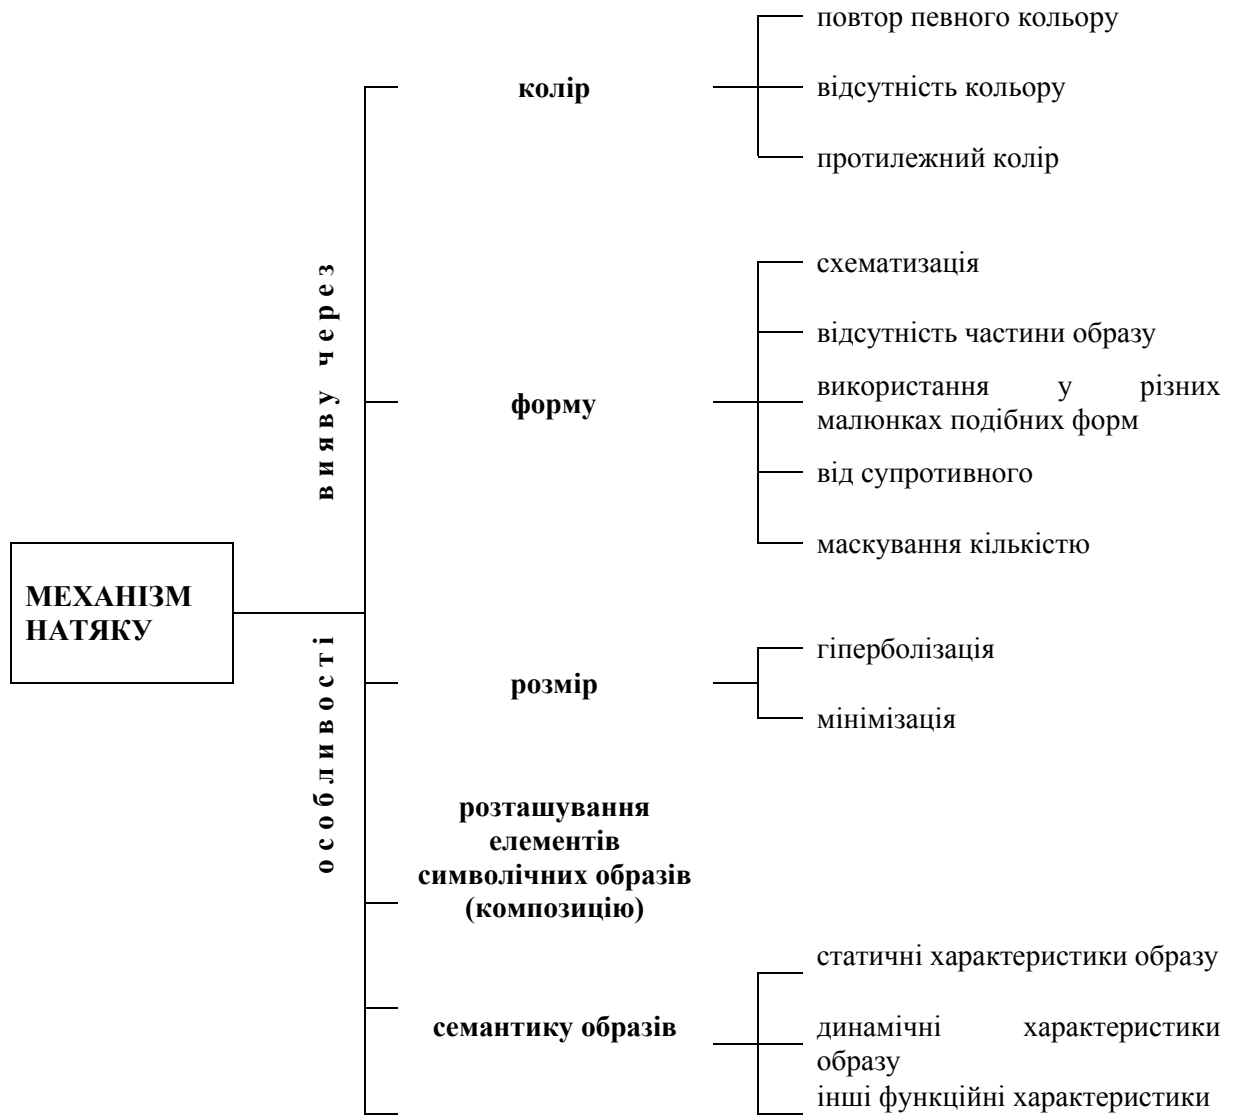 МЕХАНІЗМ
НАТЯКУ
особливості вияву через
колір
повтор певного кольору
відсутність кольору
протилежний колір
форму
схематизація
відсутність частини образу
використання у різних
малюнках подібних форм
від супротивного
маскування кількістю
розмір
гіперболізація
мінімізація
розташування
елементів
символічних образів
(композицію)
семантику образів
статичні характеристики образу
динамічні характеристики
образу
інші функційні характеристики